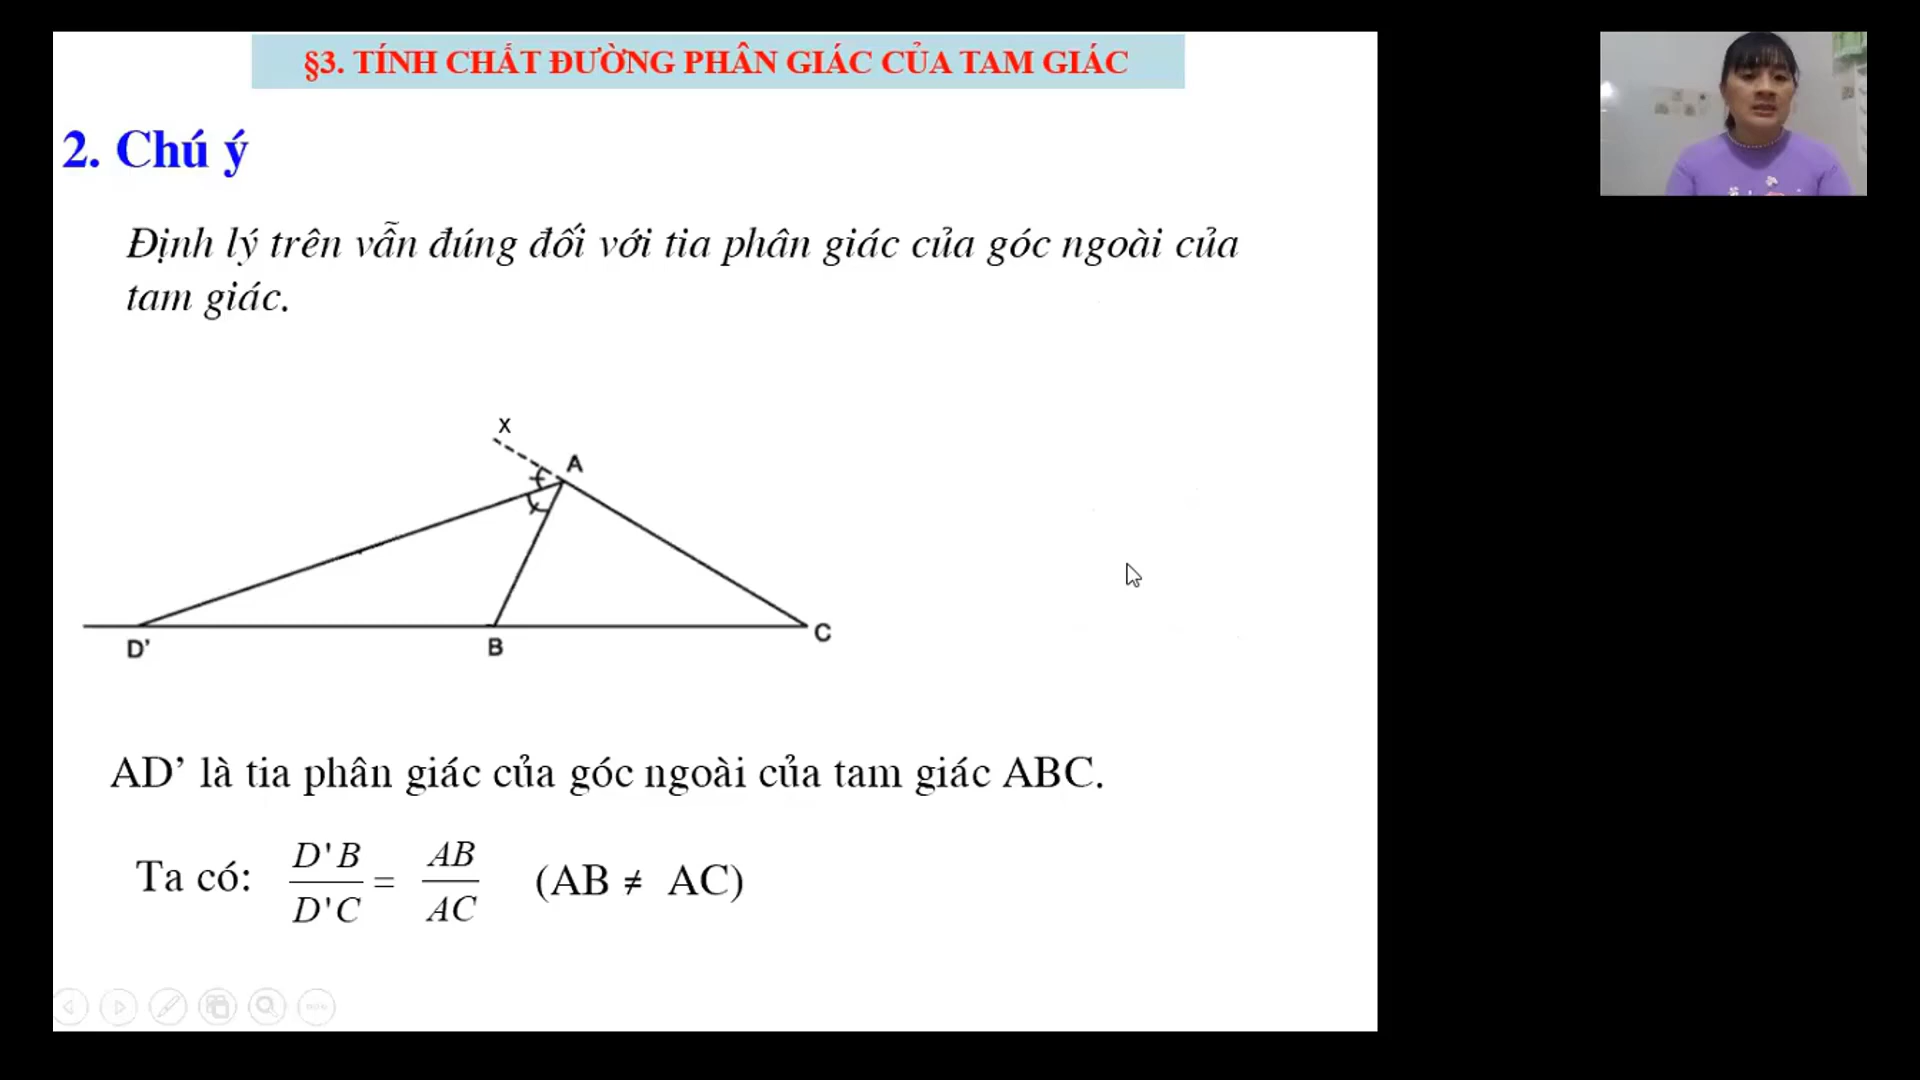 §3. TÍNH CHẤT ĐƯỜNG PHÂN GIÁC CỦA TAM GIÁC
2. Chú ý
Định lý trên vẫn đúng đối với tia phân giác của góc ngoài của
tam giác.
x
A
D'
B
C
AD’ là tia phân giác của góc ngoài của tam giác ABC.
Ta có: D'B/D'C = AB/AC (AB ≠ AC)